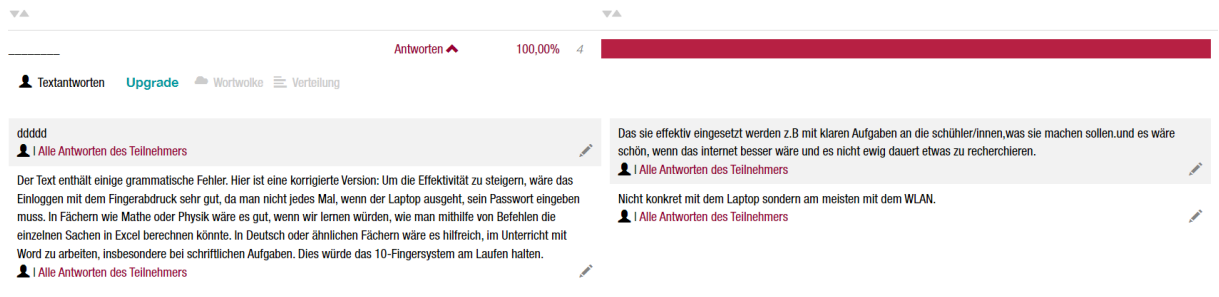 ________ Antworten 100,00% 4
Textantworten Upgrade Wortwolke Verteilung
ddddd
| Alle Antworten des Teilnehmers
Der Text enthält einige grammatische Fehler. Hier ist eine korrigierte Version: Um die Effektivität zu steigern, wäre das
Einloggen mit dem Fingerabdruck sehr gut, da man nicht jedes Mal, wenn der Laptop ausgeht, sein Passwort eingeben
muss. In Fächern wie Mathe oder Physik wäre es gut, wenn wir lernen würden, wie man mithilfe von Befehlen die
einzelnen Sachen in Excel berechnen könnte. In Deutsch oder ähnlichen Fächern wäre es hilfreich, im Unterricht mit
Word zu arbeiten, insbesondere bei schriftlichen Aufgaben. Dies würde das 10-Fingersystem am Laufen halten.
| Alle Antworten des Teilnehmers
Das sie effektiv eingesetzt werden z.B mit klaren Aufgaben an die schühler/innen,was sie machen sollen.und es wäre
schön, wenn das internet besser wäre und es nicht ewig dauert etwas zu recherchieren.
| Alle Antworten des Teilnehmers
Nicht konkret mit dem Laptop sondern am meisten mit dem WLAN.
| Alle Antworten des Teilnehmers